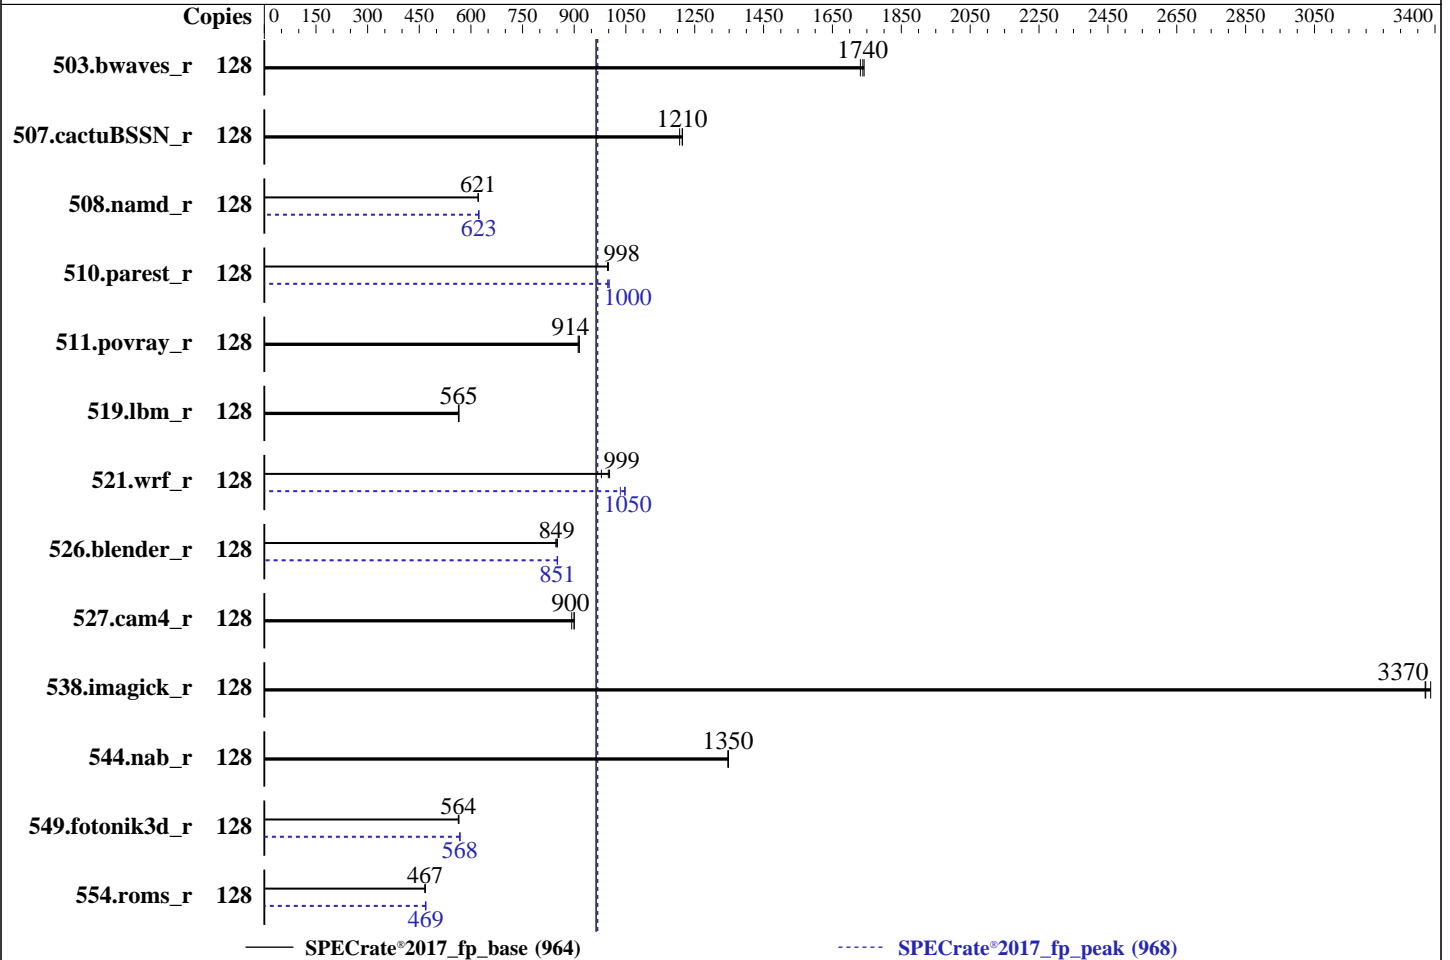 Copies 0 150 300 450 600 750 900 1050 1250 1450 1650 1850 2050 2250 2450 2650 2850 3050 3400
1740
503.bwaves_r 128
1210
507.cactuBSSN_r 128
621
508.namd_r 128
623
998
510.parest_r 128
1000
914
511.povray_r 128
565
519.lbm_r 128
999
521.wrf_r 128
1050
849
526.blender_r 128
851
900
527.cam4_r 128
3370
538.imagick_r 128
1350
544.nab_r 128
564
549.fotonik3d_r 128
568
467
554.roms_r 128
469
SPECrate®2017_fp_base (964) SPECrate®2017_fp_peak (968)